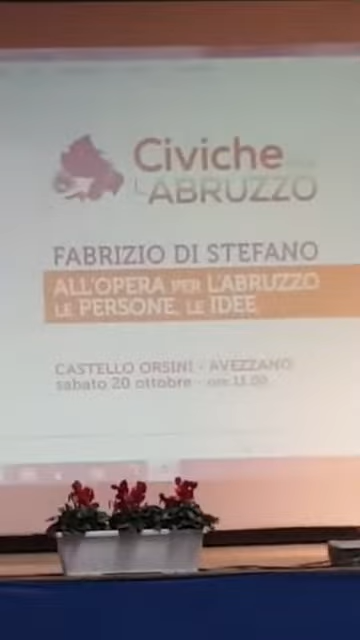 Civiche
L'ABRUZZO
FABRIZIO DI STEFANO
ALL'OPERA PER L'ABRUZZO
LE PERSONE, LE IDEE
CASTELLO ORSINI - AVEZZANO
sabato 20 ottobre - ore